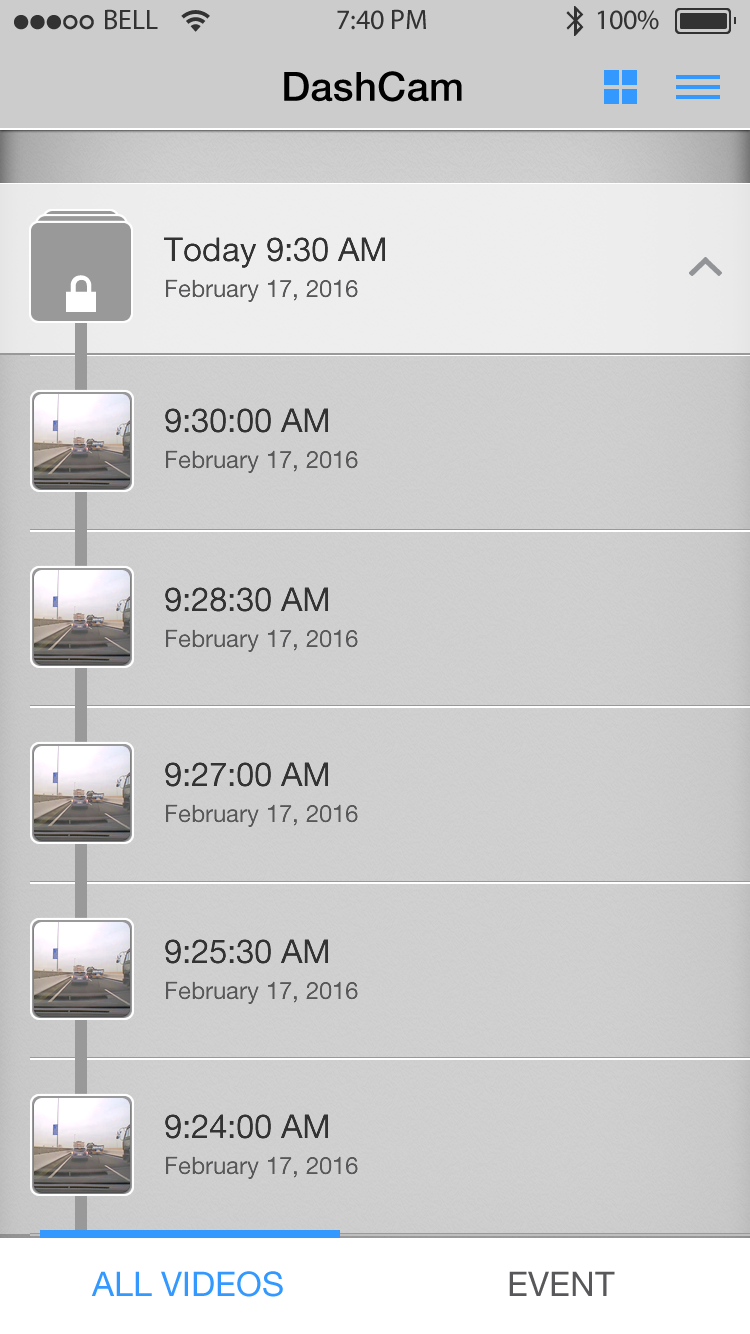 BELL 7:40 PM 100%
DashCam
Today 9:30 AM
February 17, 2016
9:30:00 AM
February 17, 2016
9:28:30 AM
February 17, 2016
9:27:00 AM
February 17, 2016
9:25:30 AM
February 17, 2016
9:24:00 AM
February 17, 2016
ALL VIDEOS EVENT